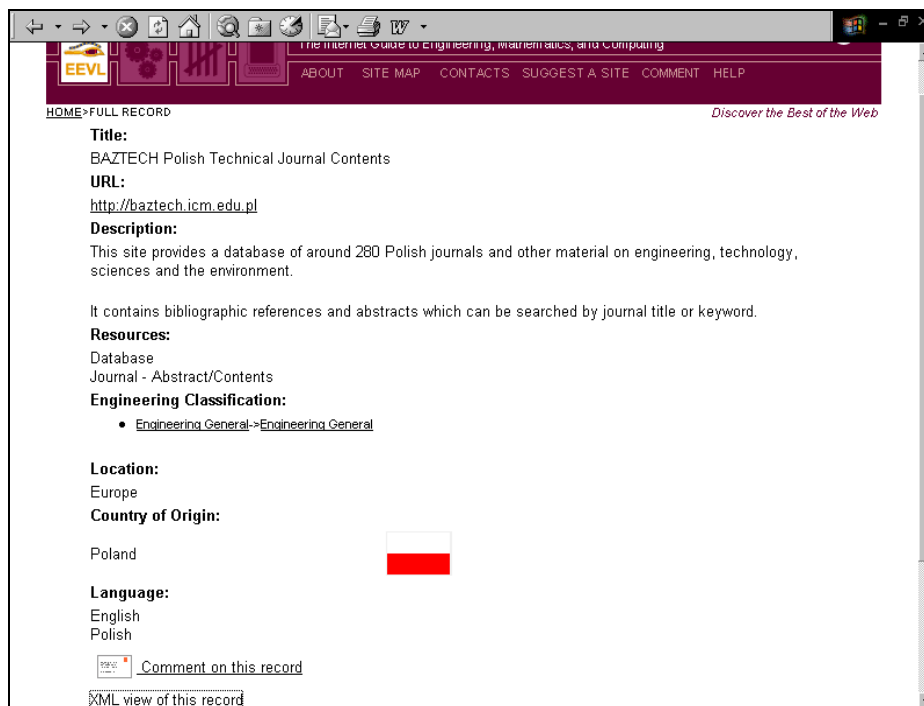 The Internet Guide to Engineering, Mathematics, and Computing
EEVL
ABOUT SITE MAP CONTACTS SUGGEST A SITE COMMENT HELP
HOME>FULL RECORD Discover the Best of the Web
Title:
BAZTECH Polish Technical Journal Contents
URL:
http://baztech.icm.edu.pl
Description:
This site provides a database of around 280 Polish journals and other material on engineering, technology,
sciences and the environment.
It contains bibliographic references and abstracts which can be searched by journal title or keyword.
Resources:
Database
Journal - Abstract/Contents
Engineering Classification:
• Engineering General->Engineering General
Location:
Europe
Country of Origin:
Poland
Language:
English
Polish
Comment on this record
XML view of this record